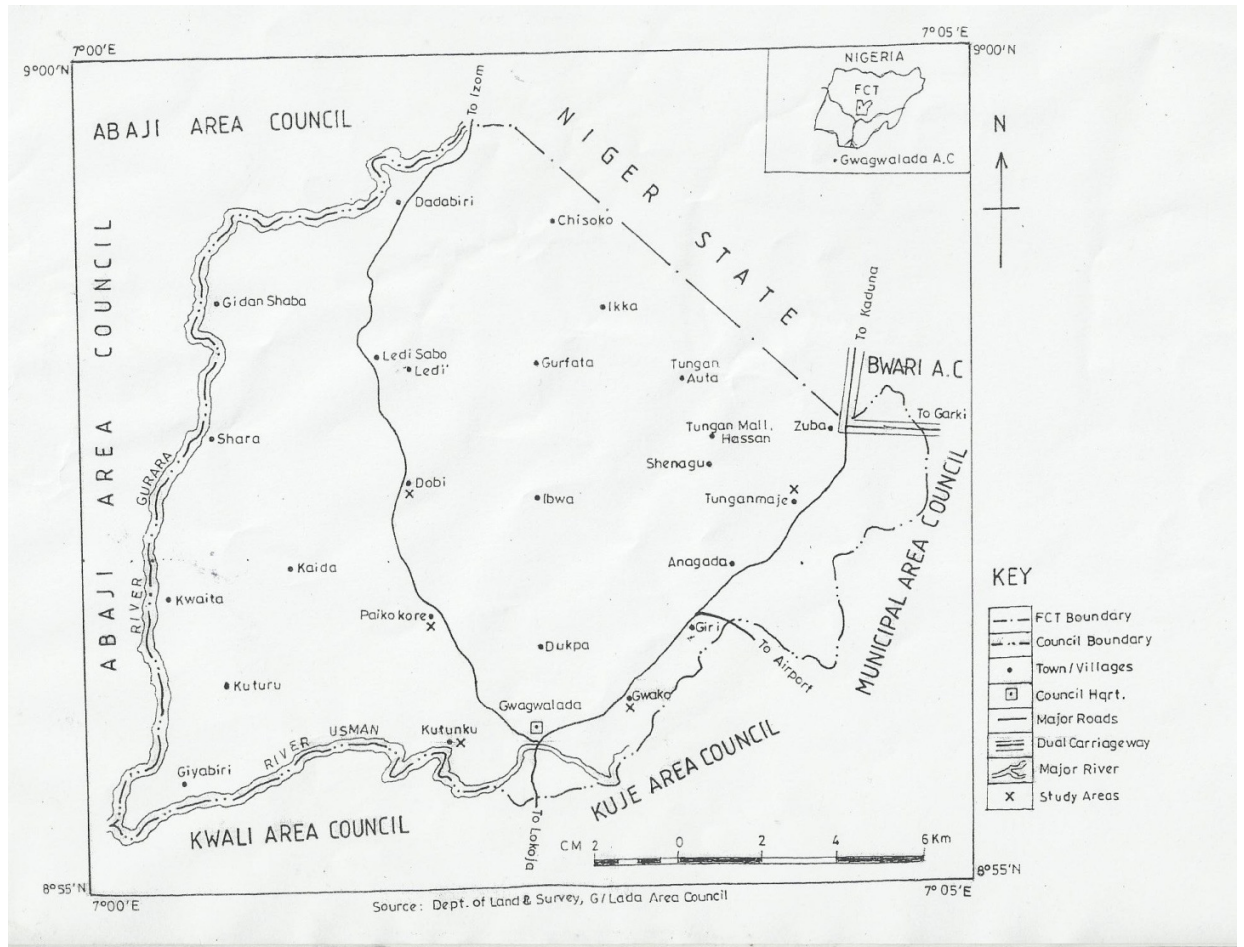 7°00'E
7°05'E
9°00'N
9°00'N
NIGERIA
FCT
Gwagwalada A.C
N
To Izom
ABAJI AREA COUNCIL
NIGER STATE
Dadabiri
Chisoko
ABAJI AREA COUNCIL
Gidan Shaba
Ikka
To Kaduna
Ledi Sabo
Ledi
Gurfata
Tungan
Auta
BWARI A.C
To Garki
Shara
Tungan Mall.
Hassan
Zuba
Shenagu
RIVER GURARA
Dobi
Ibwa
Tunganmaje
MUNICIPAL AREA COUNCIL
Kaida
Anagada
Kwaita
Paikokore
Giri
To Airport
Dukpa
Kuturu
Gwako
Gwagwalada
Kutunku
RIVER USMAN
Giyabiri
KWALI AREA COUNCIL
To Lokoja
KUJE AREA COUNCIL
KEY
FCT Boundary
Council Boundary
Town/Villages
Council Hqrt.
Major Roads
Dual Carriageway
Major River
x Study Areas
CM 2 0 2 4 6 Km
8°55'N
8°55'N
7°00'E
7°05'E
Source: Dept. of Land & Survey, G/Lada Area Council